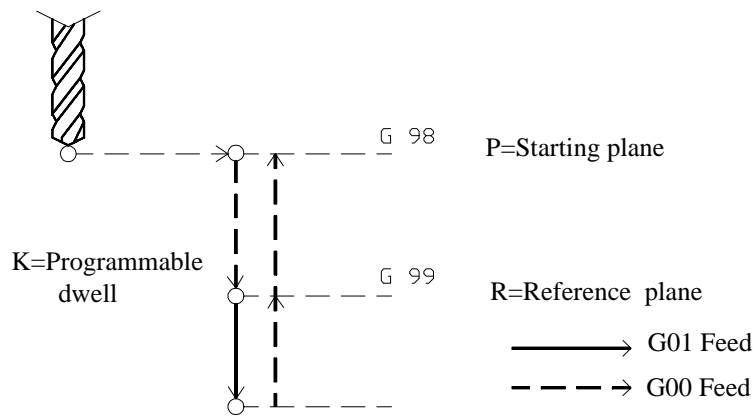 G 98
P=Starting plane
K=Programmable
dwell
G 99
R=Reference plane
G01 Feed
G00 Feed